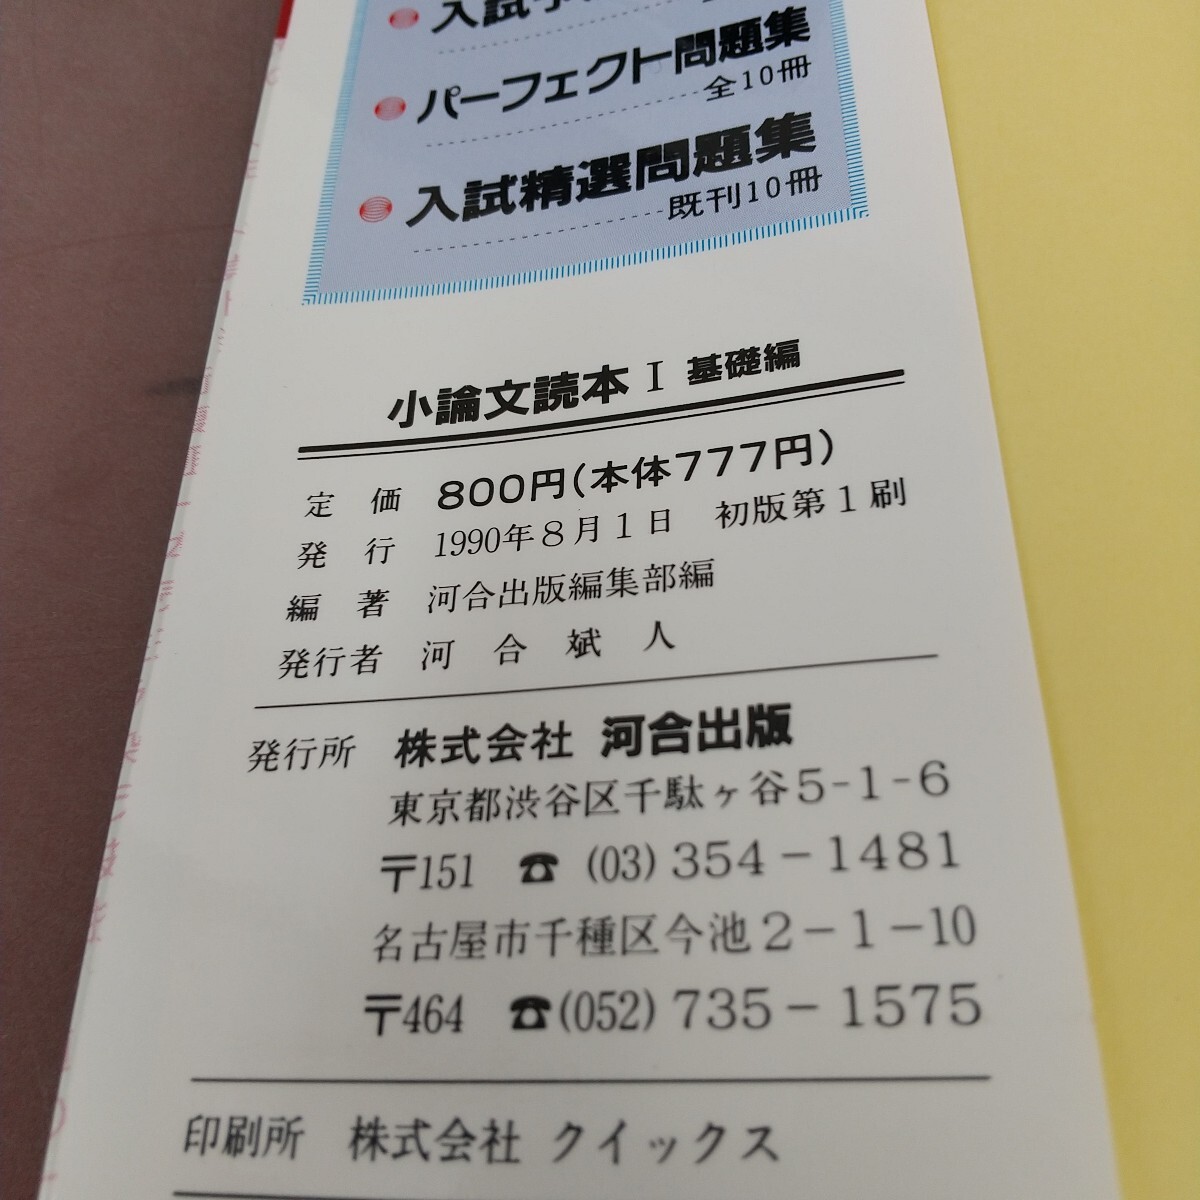 入試
パーフェクト問題集
全10冊
入試精選問題集
既刊10冊
小論文読本 I 基礎編
定 価 800円(本体777円)
発 行 1990年8月1日 初版第1刷
編 著 河合出版編集部編
発行者 河 合 斌 人
発行所 株式会社 河合出版
東京都渋谷区千駄ヶ谷5-1-6
〒151 ☎ (03) 354-1481
名古屋市千種区今池2-1-10
〒464 ☎(052) 735-1575
印刷所 株式会社 クイックス